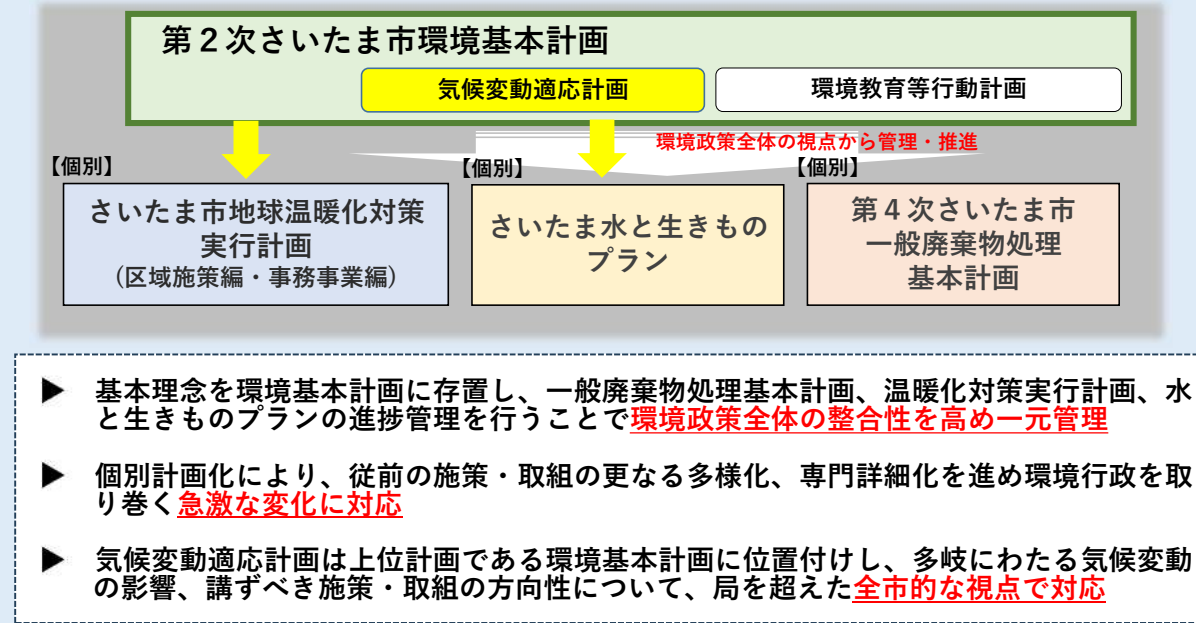 第２次さいたま市環境基本計画
気候変動適応計画
環境教育等行動計画
環境政策全体の視点から管理・推進
【個別】
【個別】
【個別】
さいたま市地球温暖化対策
実行計画
（区域施策編・事務事業編）
さいたま水と生きもの
プラン
第４次さいたま市
一般廃棄物処理
基本計画
▶ 基本理念を環境基本計画に存置し、一般廃棄物処理基本計画、温暖化対策実行計画、水
と生きものプランの進捗管理を行うことで環境政策全体の整合性を高め一元管理
▶ 個別計画化により、従前の施策・取組の更なる多様化、専門詳細化を進め環境行政を取
り巻く急激な変化に対応
▶ 気候変動適応計画は上位計画である環境基本計画に位置付けし、多岐にわたる気候変動
の影響、講ずべき施策・取組の方向性について、局を超えた全市的な視点で対応